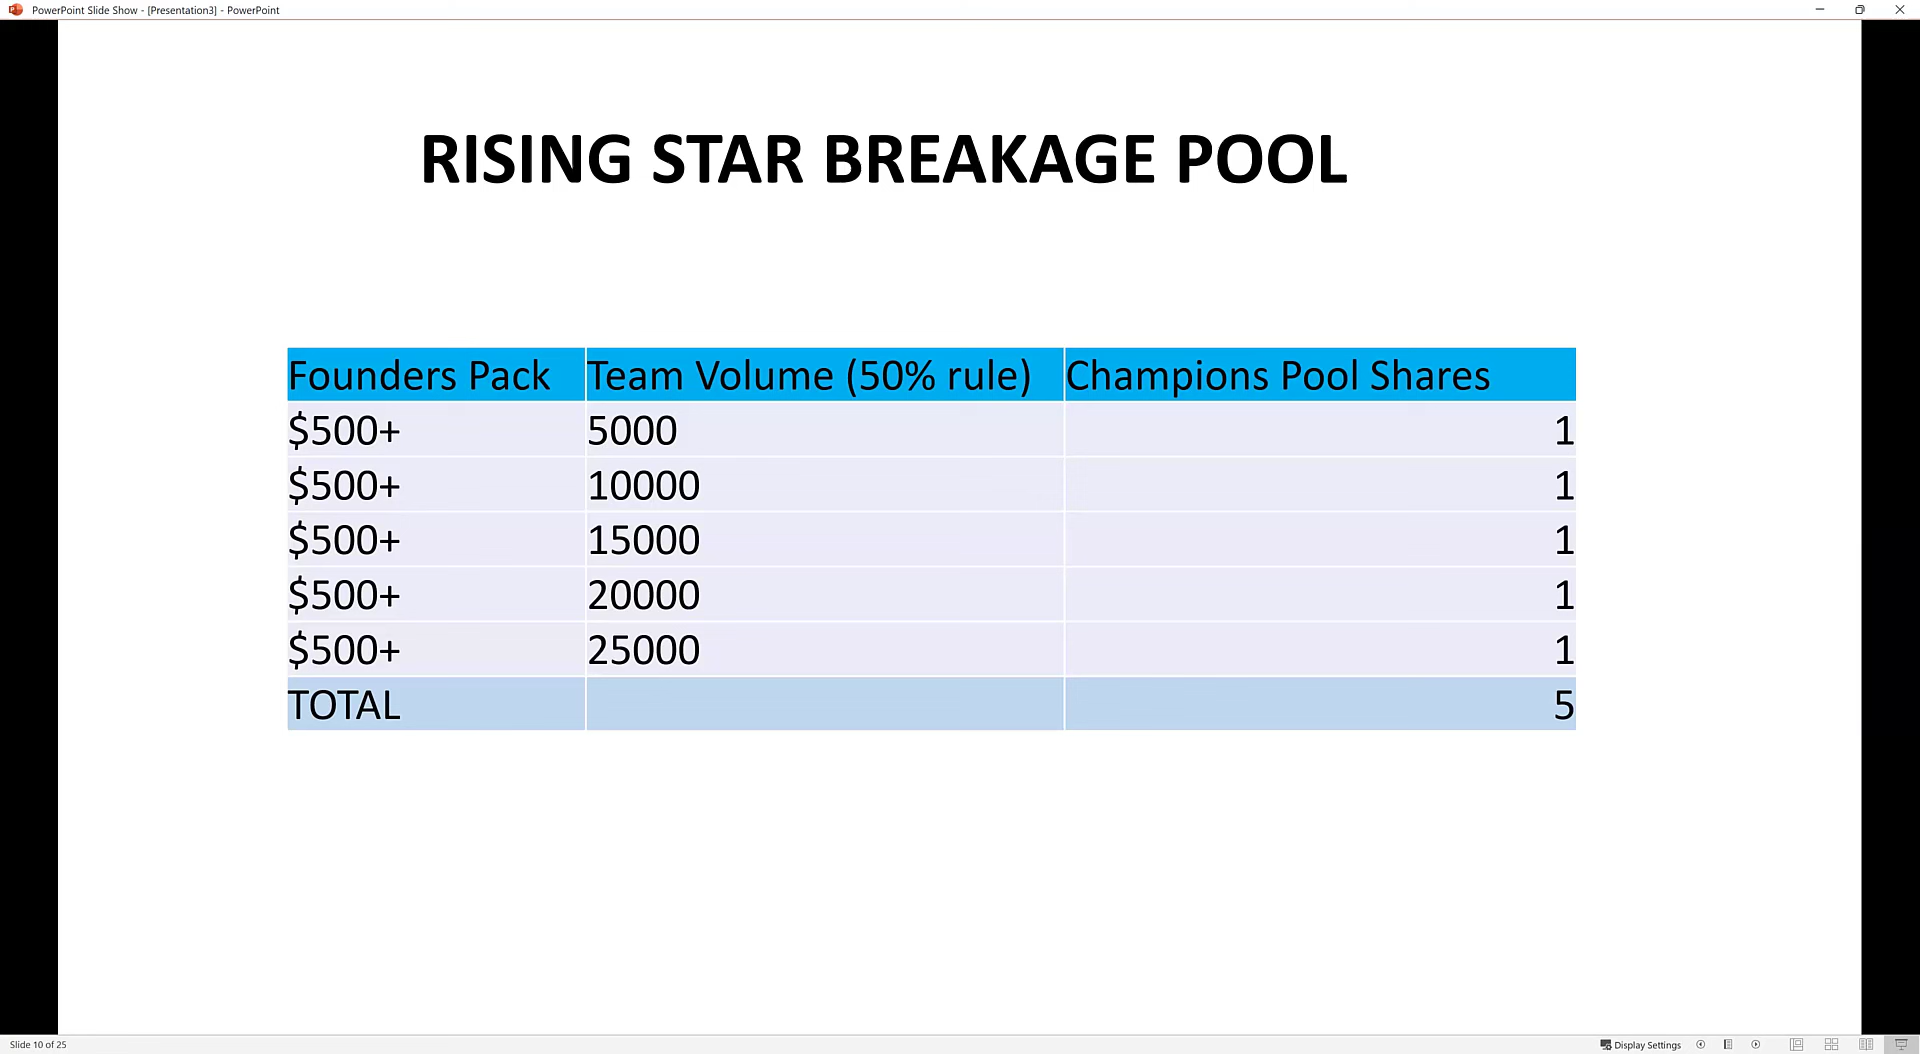 PowerPoint Slide Show - [Presentation3] - PowerPoint
RISING STAR BREAKAGE POOL
Founders Pack Team Volume (50% rule) Champions Pool Shares
$500+ 5000 1
$500+ 10000 1
$500+ 15000 1
$500+ 20000 1
$500+ 25000 1
TOTAL 5
Slide 10 of 25 Display Settings